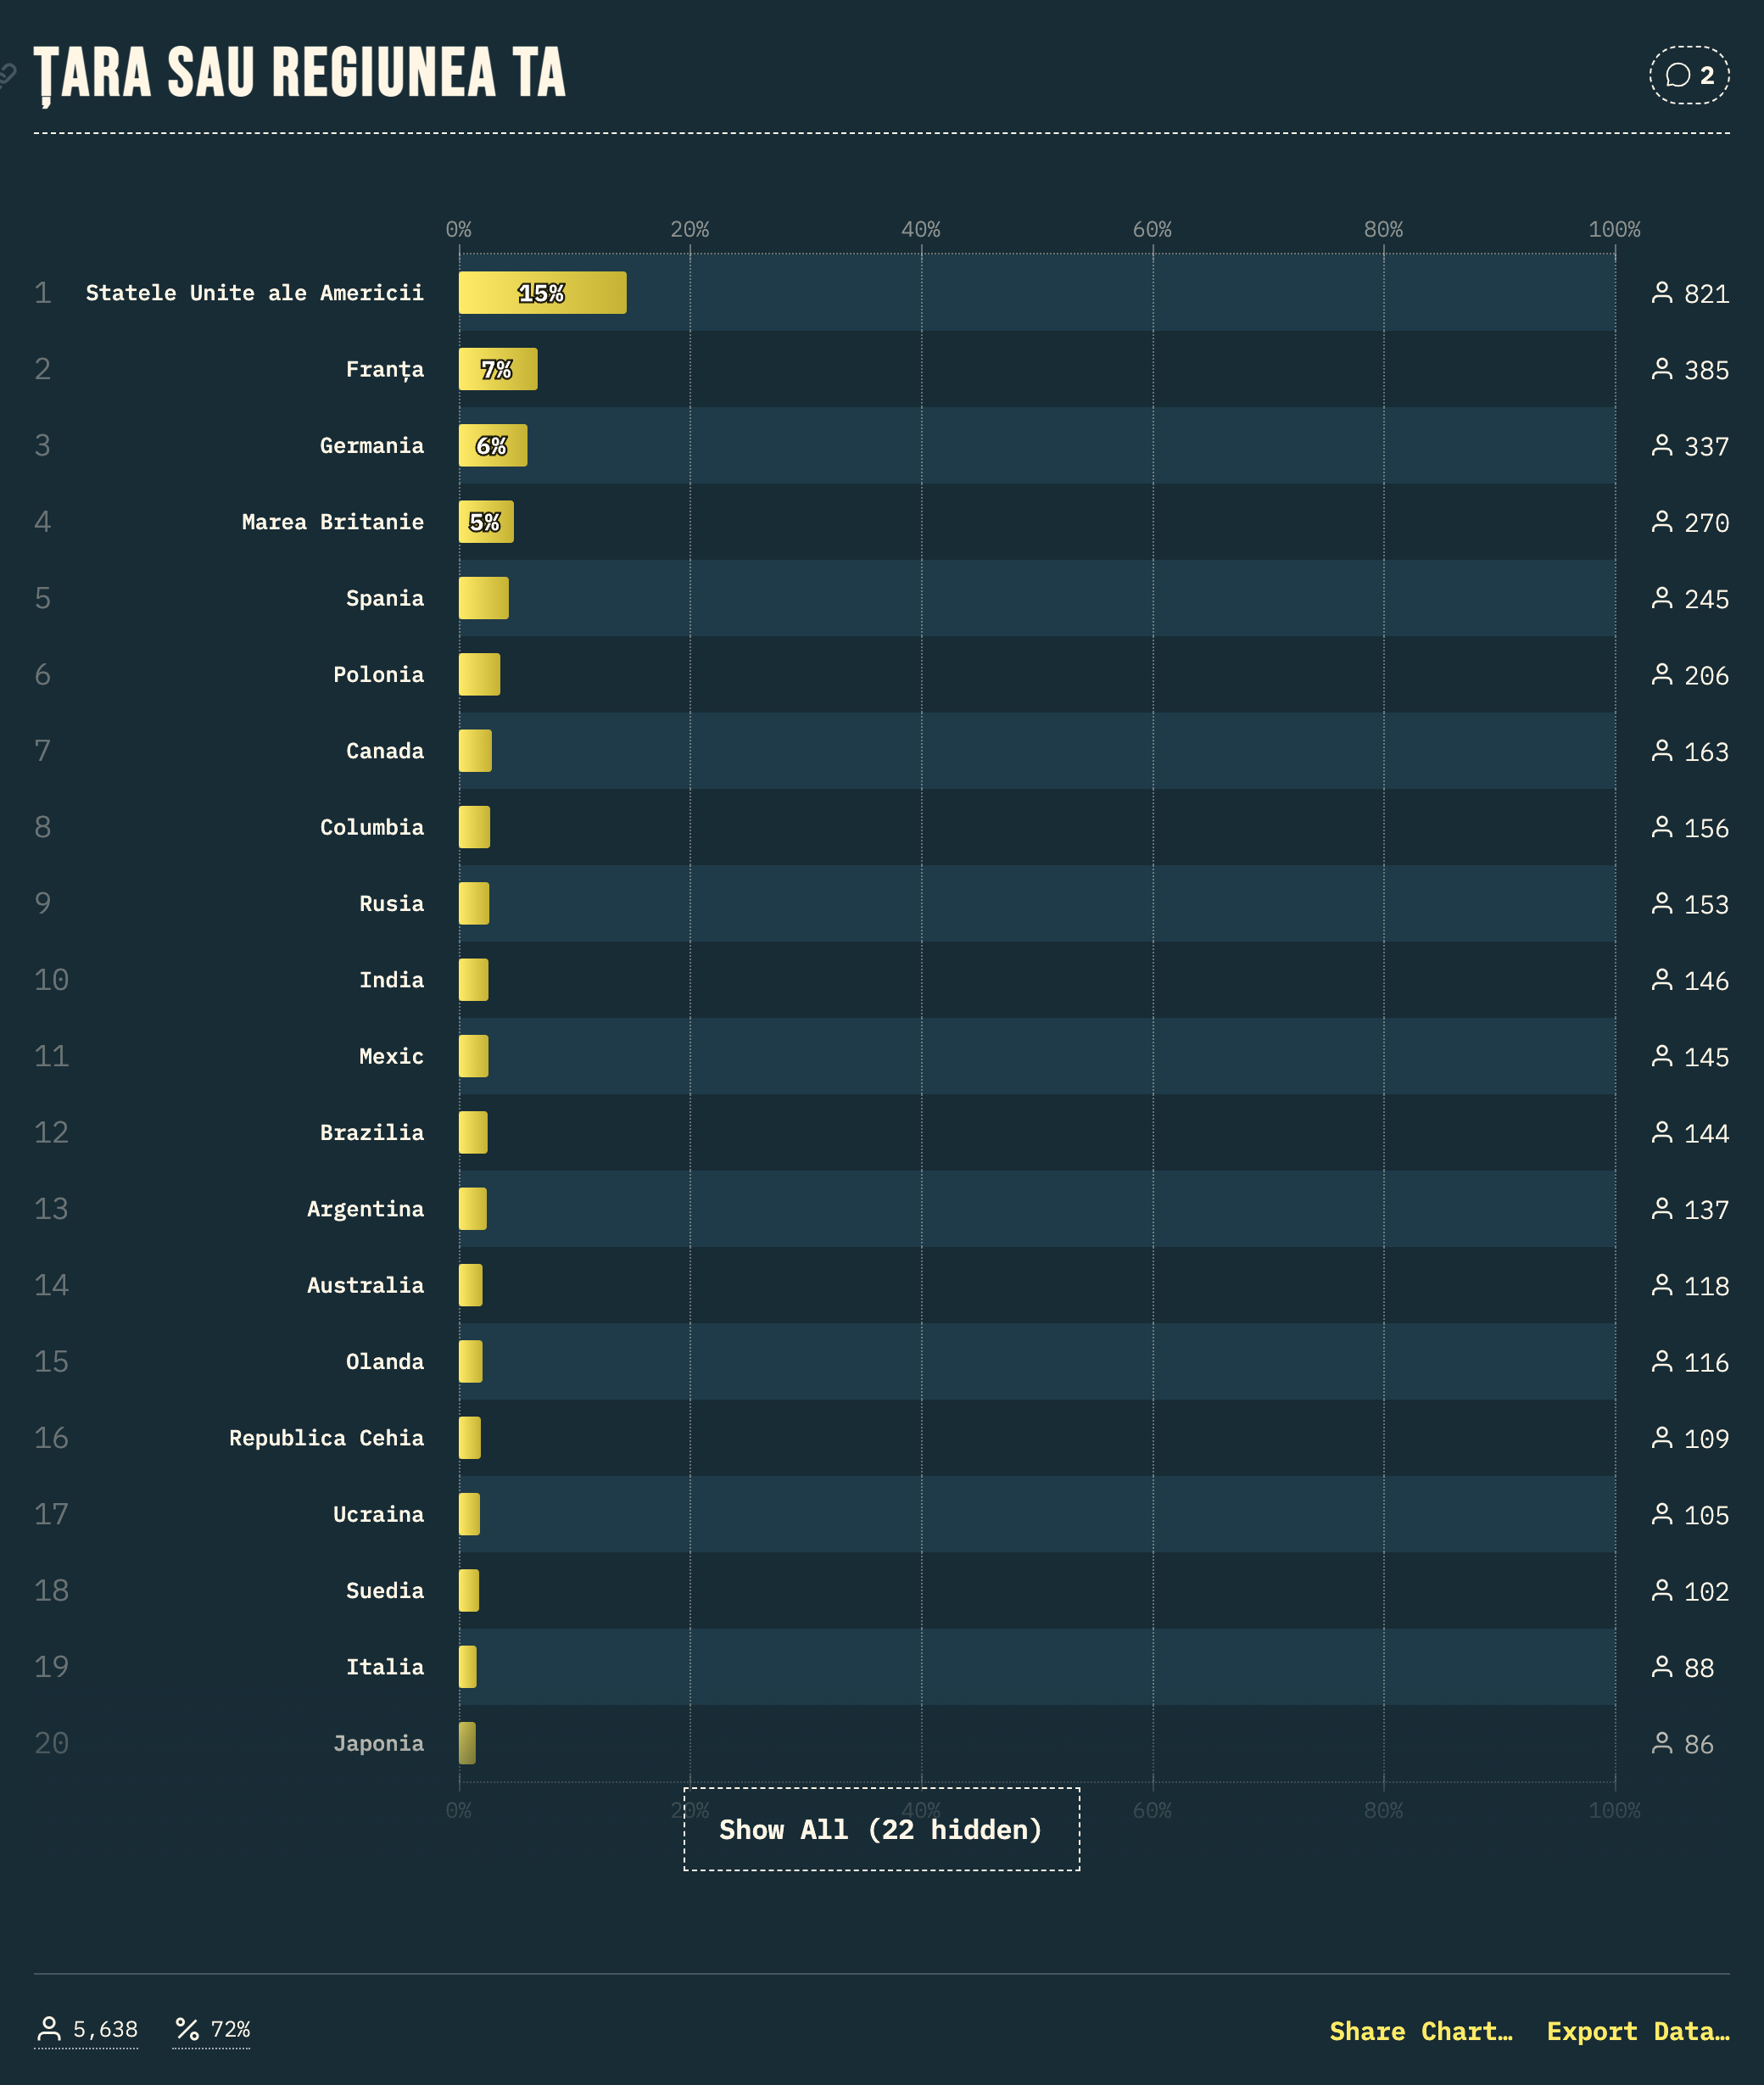 ȚARA SAU REGIUNEA TA
2
0% 20% 40% 60% 80% 100%
1 Statele Unite ale Americii 15% 821
2 Franța 7% 385
3 Germania 6% 337
4 Marea Britanie 5% 270
5 Spania 245
6 Polonia 206
7 Canada 163
8 Columbia 156
9 Rusia 153
10 India 146
11 Mexic 145
12 Brazilia 144
13 Argentina 137
14 Australia 118
15 Olanda 116
16 Republica Cehia 109
17 Ucraina 105
18 Suedia 102
19 Italia 88
20 Japonia 86
0% 20% 40% 60% 80% 100%
Show All (22 hidden)
5,638 72% Share Chart… Export Data…